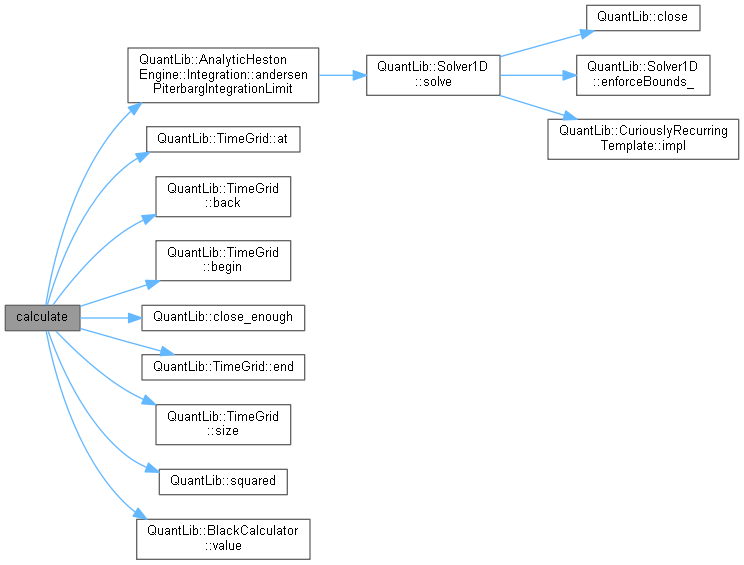 calculate
QuantLib::AnalyticHeston
Engine::Integration::andersen
PiterbargIntegrationLimit
QuantLib::Solver1D
::solve
QuantLib::close
QuantLib::Solver1D
::enforceBounds_
QuantLib::CuriouslyRecurring
Template::impl
QuantLib::TimeGrid::at
QuantLib::TimeGrid
::back
QuantLib::TimeGrid
::begin
QuantLib::close_enough
QuantLib::TimeGrid::end
QuantLib::TimeGrid
::size
QuantLib::squared
QuantLib::BlackCalculator
::value